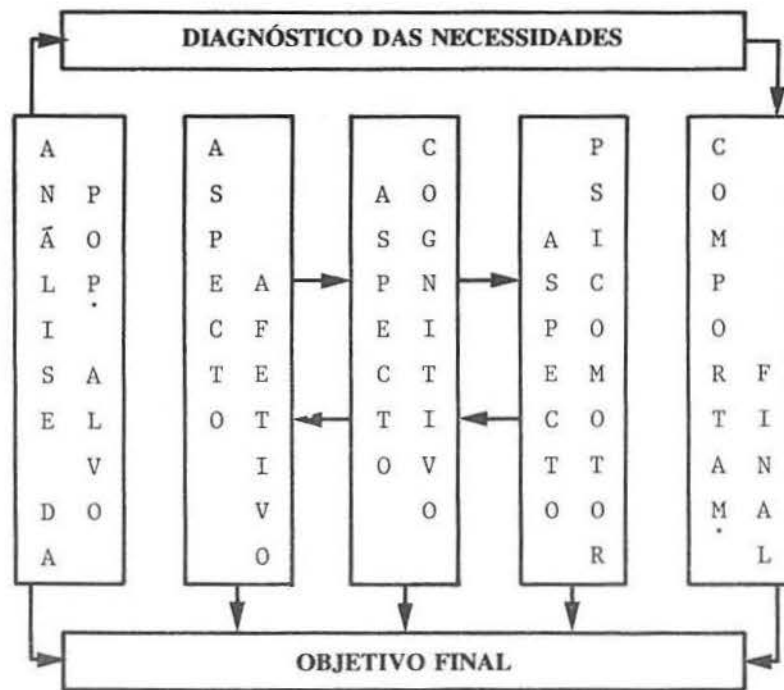 DIAGNÓSTICO DAS NECESSIDADES
ANÁLISE DA
POP. ALVO
ASPECTO
AFETIVO
ASPECTO
COGNITIVO
ASPECTO
PSICOMOTOR
COMPORTAM.
FINAL
OBJETIVO FINAL